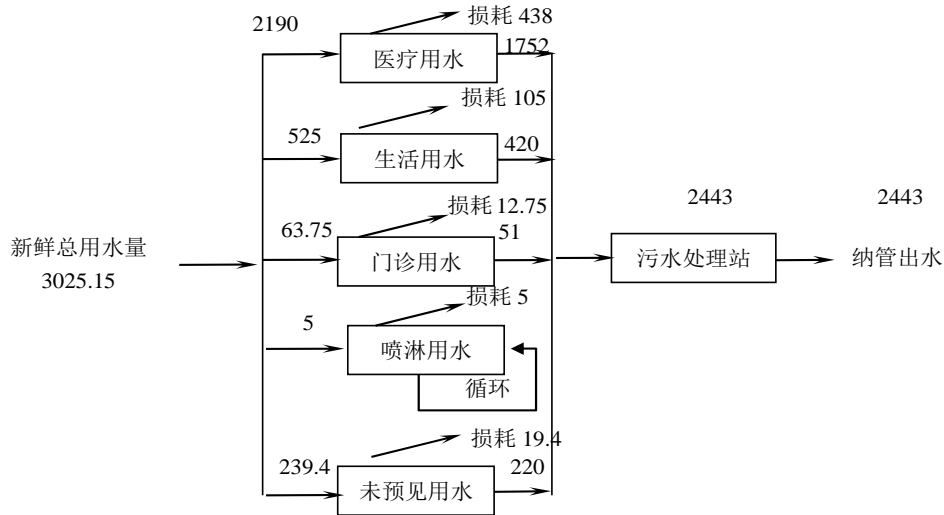 损耗 438
2190
1752
医疗用水
损耗 105
525
420
生活用水
2443
2443
损耗 12.75
63.75
51
新鲜总用水量
3025.15
门诊用水
污水处理站
纳管出水
损耗 5
5
喷淋用水
循环
损耗 19.4
239.4
220
未预见用水